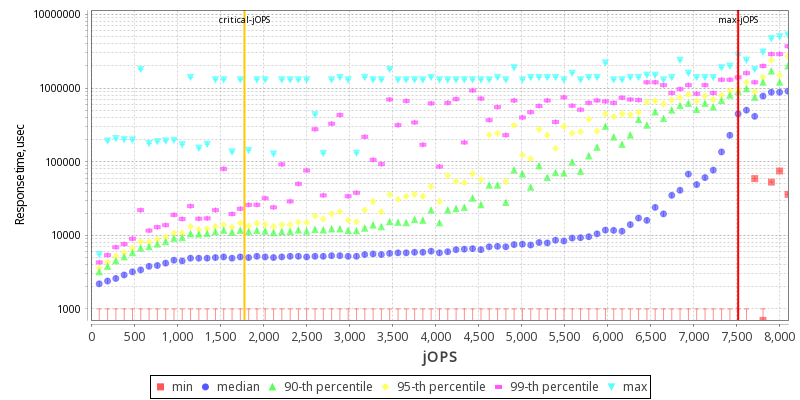 critical-jOPS max-jOPS
10000000
1000000
100000
10000
1000
Response time, usec
0 500 1,000 1,500 2,000 2,500 3,000 3,500 4,000 4,500 5,000 5,500 6,000 6,500 7,000 7,500 8,000
jOPS
min median 90-th percentile 95-th percentile 99-th percentile max